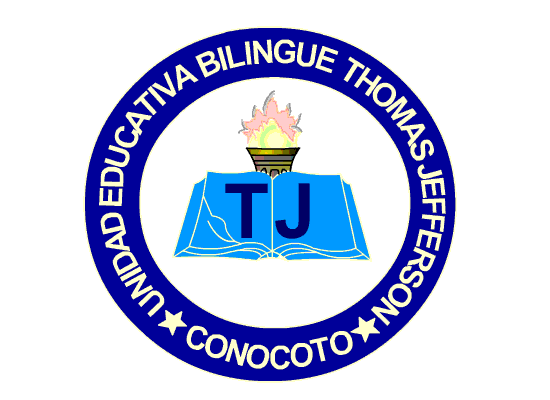 UNIDAD EDUCATIVA BILINGUE THOMAS JEFFERSON
TJ
CONOCOTO